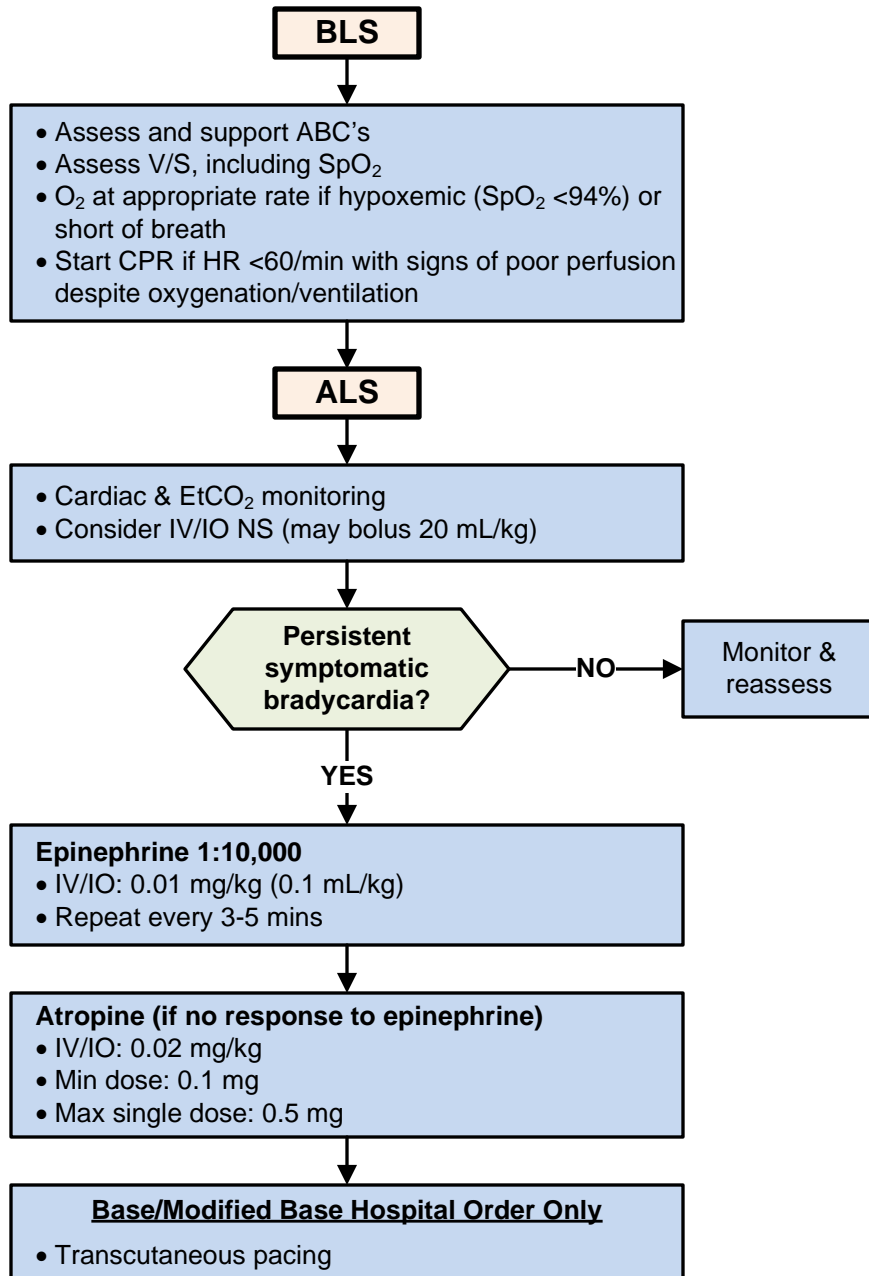 BLS
• Assess and support ABC’s
• Assess V/S, including SpO₂
• O₂ at appropriate rate if hypoxemic (SpO₂ <94%) or
short of breath
• Start CPR if HR <60/min with signs of poor perfusion
despite oxygenation/ventilation
ALS
• Cardiac & EtCO₂ monitoring
• Consider IV/IO NS (may bolus 20 mL/kg)
Persistent
symptomatic
bradycardia?
NO
Monitor &
reassess
YES
Epinephrine 1:10,000
• IV/IO: 0.01 mg/kg (0.1 mL/kg)
• Repeat every 3-5 mins
Atropine (if no response to epinephrine)
• IV/IO: 0.02 mg/kg
• Min dose: 0.1 mg
• Max single dose: 0.5 mg
Base/Modified Base Hospital Order Only
• Transcutaneous pacing